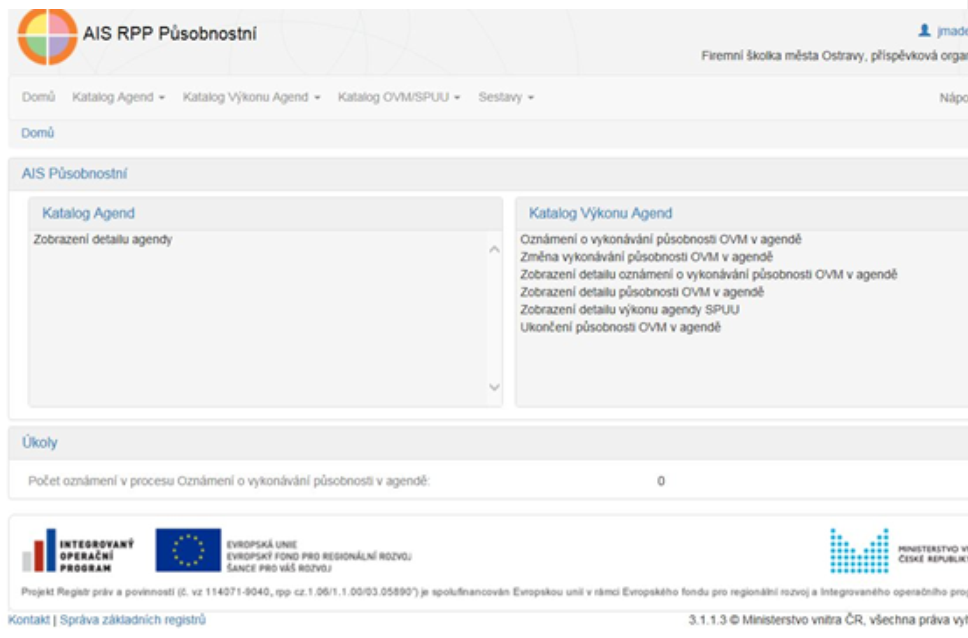 AIS RPP Působnostní
jmade
Firemní školka města Ostravy, příspěvková organ
Domů Katalog Agend Katalog Výkonu Agend Katalog OVM/SPUU Sestavy Nápo
Domů
AIS Působnostní
Katalog Agend
Zobrazení detailu agendy
Katalog Výkonu Agend
Oznámení o vykonávání působnosti OVM v agendě
Změna vykonávání působnosti OVM v agendě
Zobrazení detailu oznámení o vykonávání působnosti OVM v agendě
Zobrazení detailu působnosti OVM v agendě
Zobrazení detailu výkonu agendy SPUU
Ukončení působnosti OVM v agendě
Úkoly
Počet oznámení v procesu Oznámení o vykonávání působnosti v agendě: 0
INTEGROVANÝ
OPERAČNÍ
PROGRAM
EVROPSKÁ UNIE
EVROPSKÝ FOND PRO REGIONÁLNÍ ROZVOJ
ŠANCE PRO VÁŠ ROZVOJ
MINISTERSTVO V
ČESKÉ REPUBLIK
Projekt Registr práv a povinností (č. vz 114071-9040, rpp cz.1.06/1.1.00/03.05890") je spolufinancován Evropskou unií v rámci Evropského fondu pro regionální rozvoj a Integrovaného operačního prog
Kontakt | Správa základních registrů
3.1.1.3 © Ministerstvo vnitra ČR, všechna práva vyh